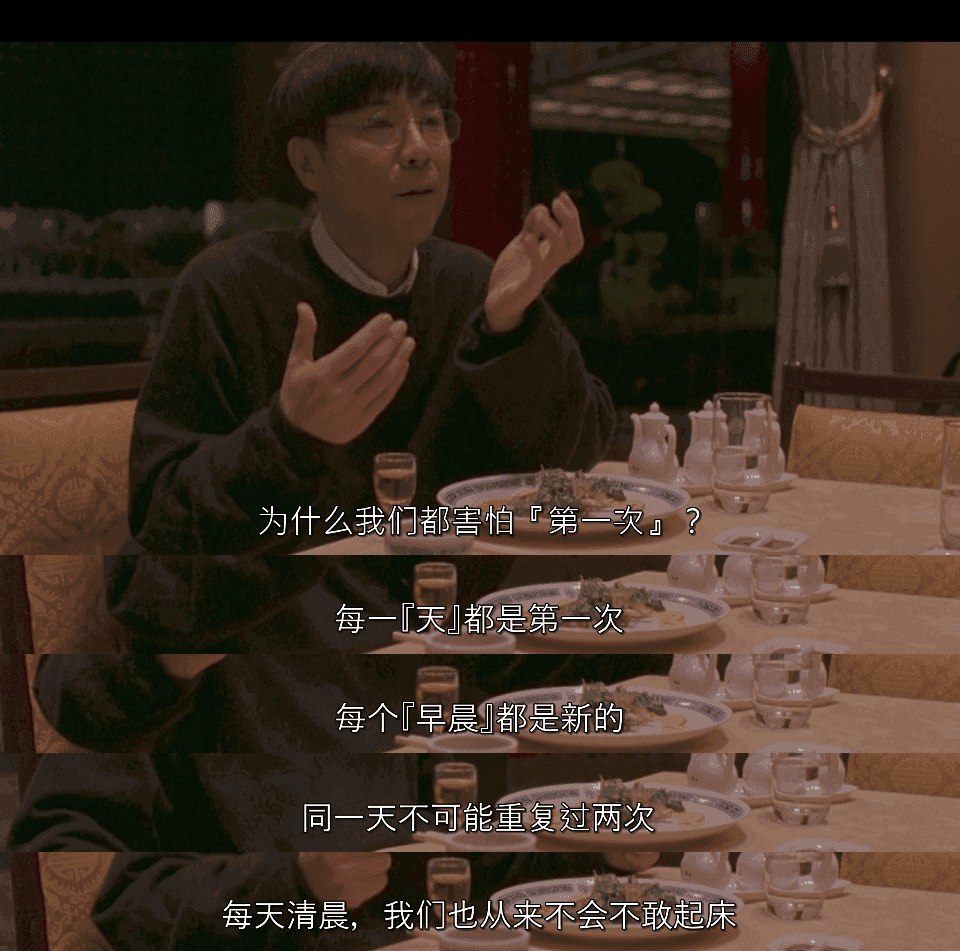 为什么我们都害怕『第一次』？
每一『天』都是第一次
每个『早晨』都是新的
同一天不可能重复过两次
每天清晨，我们也从来不会不敢起床